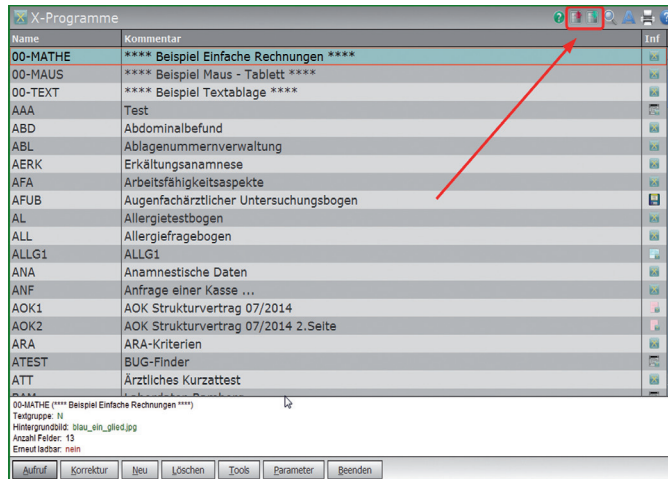 X-Programme
Name Kommentar Inf
00-MATHE **** Beispiel Einfache Rechnungen ****
00-MAUS **** Beispiel Maus - Tablett ****
00-TEXT **** Beispiel Textablage ****
AAA Test
ABD Abdominalbefund
ABL Ablagenummernverwaltung
AERK Erkältungsanamnese
AFA Arbeitsfähigkeitsaspekte
AFUB Augenfachärztlicher Untersuchungsbogen
AL Allergietestbogen
ALL Allergiefragebogen
ALLG1 ALLG1
ANA Anamnestische Daten
ANF Anfrage einer Kasse ...
AOK1 AOK Strukturvertrag 07/2014
AOK2 AOK Strukturvertrag 07/2014 2.Seite
ARA ARA-Kriterien
ATEST BUG-Finder
ATT Ärztliches Kurzattest
00-MATHE (**** Beispiel Einfache Rechnungen ****)
Textgruppe: N
Hintergrundbild: blau_ein_glied.jpg
Anzahl Felder: 13
Erneut ladbar: nein
Aufruf Korrektur Neu Löschen Tools Parameter Beenden